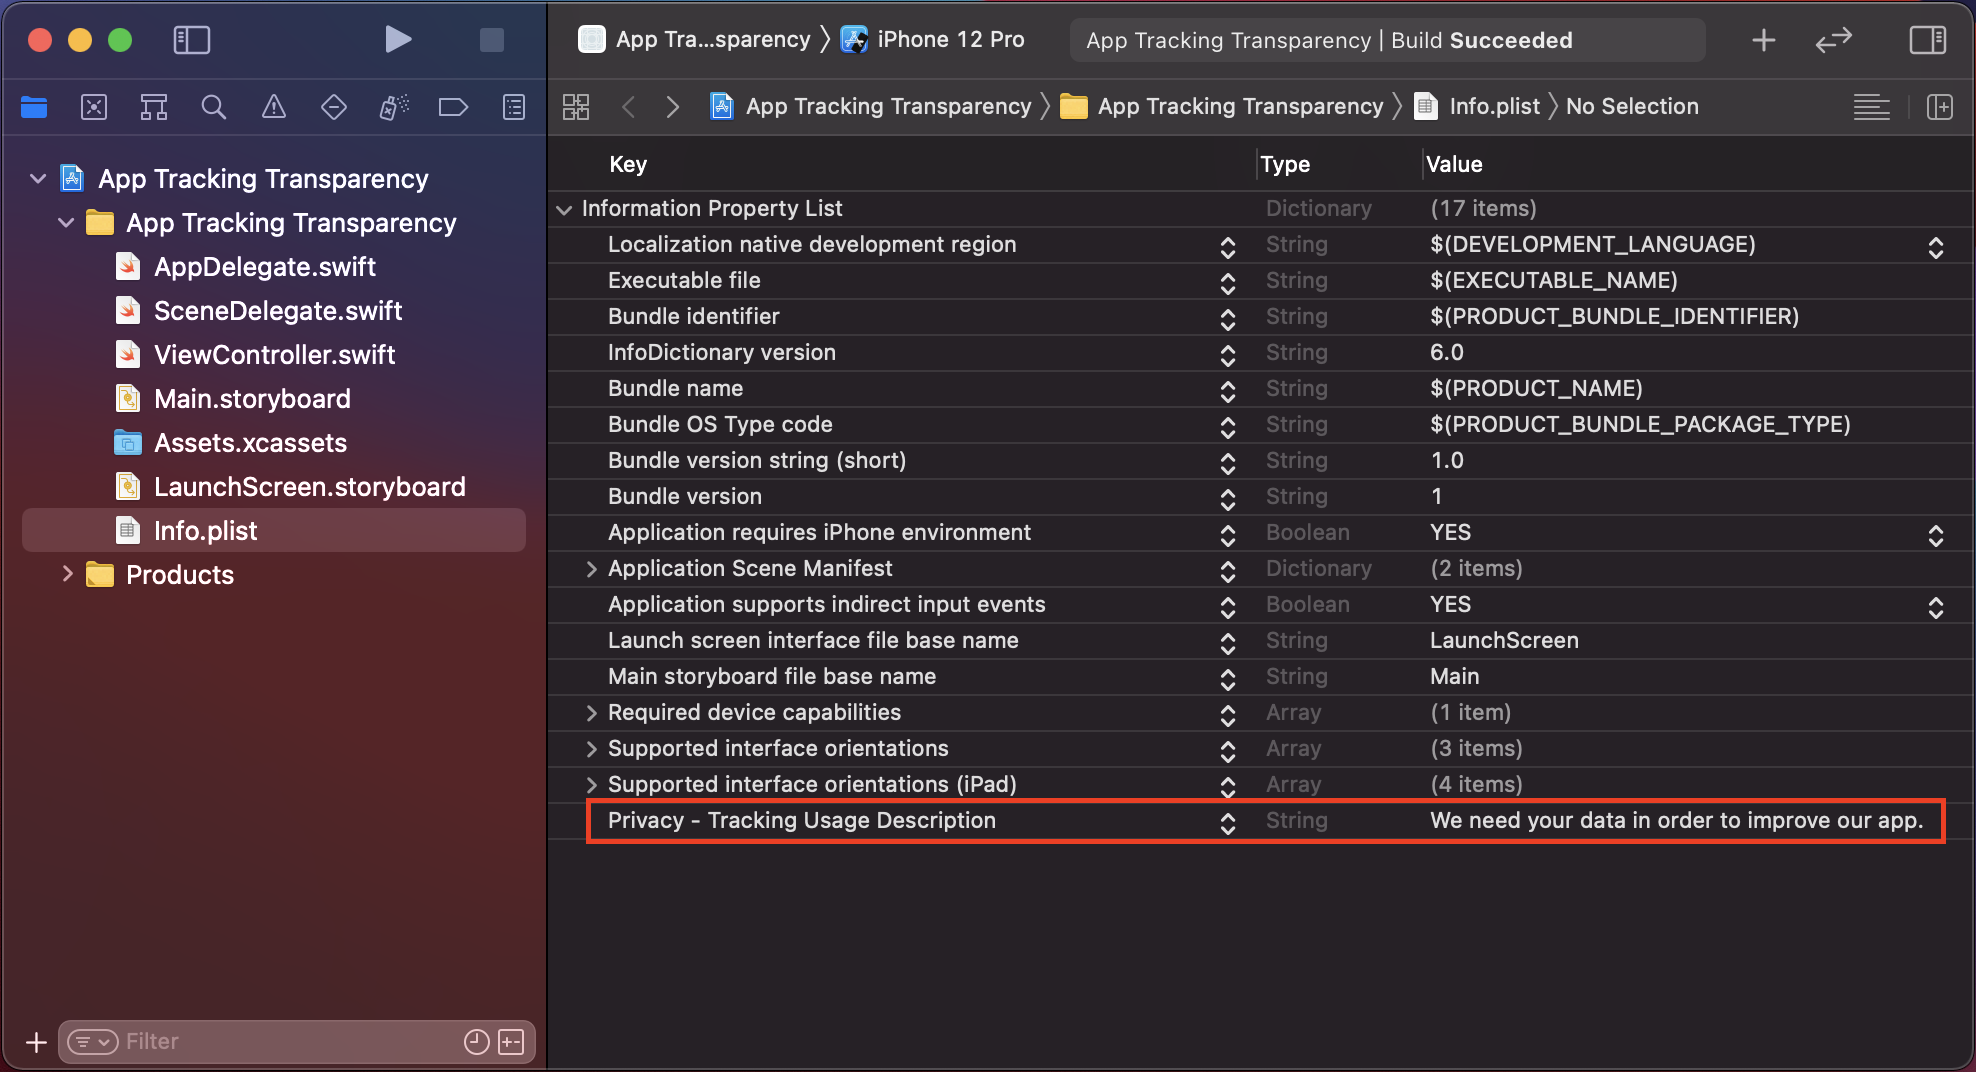 App Tra...sparency
iPhone 12 Pro
App Tracking Transparency | Build Succeeded
App Tracking Transparency
App Tracking Transparency
Info.plist
No Selection
App Tracking Transparency
App Tracking Transparency
AppDelegate.swift
SceneDelegate.swift
ViewController.swift
Main.storyboard
Assets.xcassets
LaunchScreen.storyboard
Info.plist
Products
Filter
Key Type Value
Information Property List Dictionary (17 items)
Localization native development region String $(DEVELOPMENT_LANGUAGE)
Executable file String $(EXECUTABLE_NAME)
Bundle identifier String $(PRODUCT_BUNDLE_IDENTIFIER)
InfoDictionary version String 6.0
Bundle name String $(PRODUCT_NAME)
Bundle OS Type code String $(PRODUCT_BUNDLE_PACKAGE_TYPE)
Bundle version string (short) String 1.0
Bundle version String 1
Application requires iPhone environment Boolean YES
Application Scene Manifest Dictionary (2 items)
Application supports indirect input events Boolean YES
Launch screen interface file base name String LaunchScreen
Main storyboard file base name String Main
Required device capabilities Array (1 item)
Supported interface orientations Array (3 items)
Supported interface orientations (iPad) Array (4 items)
Privacy - Tracking Usage Description String We need your data in order to improve our app.